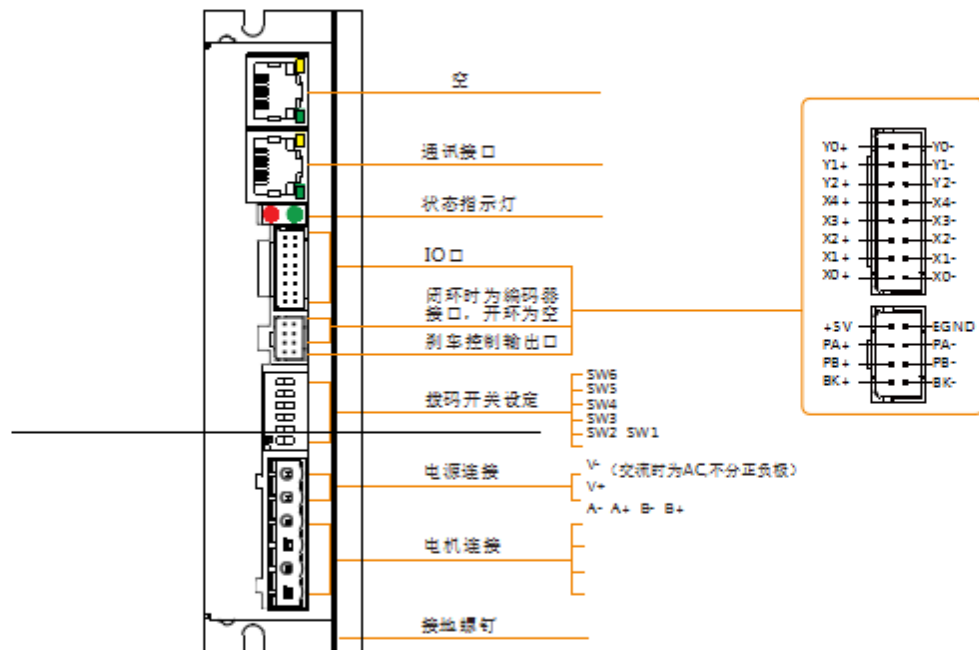 空
通讯接口
状态指示灯
IO口
闭环时为编码器
接口，开环为空
刹车控制输出口
拨码开关设定
SW6
SW5
SW4
SW3
SW2 SW1
电源连接
V- （交流时为AC,不分正负极）
V+
A- A+ B- B+
电机连接
接地螺钉
Y0+ Y0-
Y1+ Y1-
Y2+ Y2-
X4+ X4-
X3+ X3-
X2+ X2-
X1+ X1-
X0+ X0-
+5V EGND
PA+ PA-
PB+ PB-
BK+ BK-